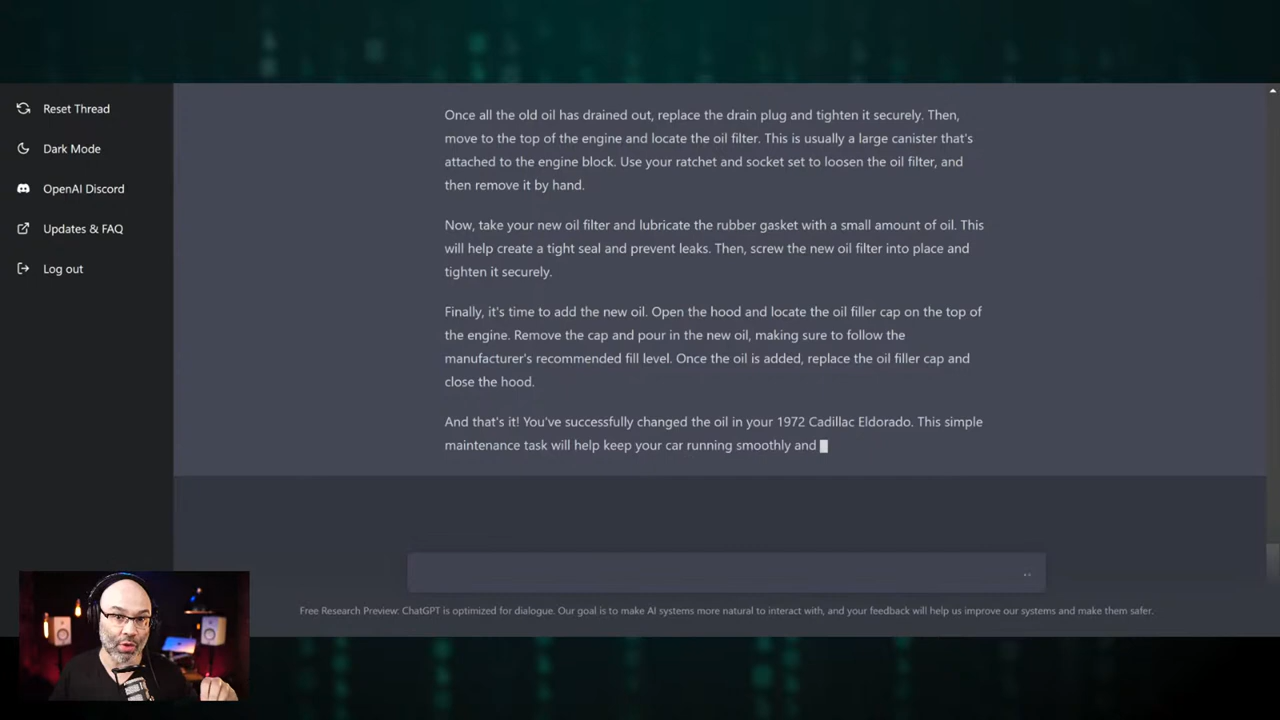 Reset Thread
Dark Mode
OpenAI Discord
Updates & FAQ
Log out
Once all the old oil has drained out, replace the drain plug and tighten it securely. Then,
move to the top of the engine and locate the oil filter. This is usually a large canister that's
attached to the engine block. Use your ratchet and socket set to loosen the oil filter, and
then remove it by hand.
Now, take your new oil filter and lubricate the rubber gasket with a small amount of oil. This
will help create a tight seal and prevent leaks. Then, screw the new oil filter into place and
tighten it securely.
Finally, it's time to add the new oil. Open the hood and locate the oil filler cap on the top of
the engine. Remove the cap and pour in the new oil, making sure to follow the
manufacturer's recommended fill level. Once the oil is added, replace the oil filler cap and
close the hood.
And that's it! You've successfully changed the oil in your 1972 Cadillac Eldorado. This simple
maintenance task will help keep your car running smoothly and
Free Research Preview: ChatGPT is optimized for dialogue. Our goal is to make AI systems more natural to interact with, and your feedback will help us improve our systems and make them safer.